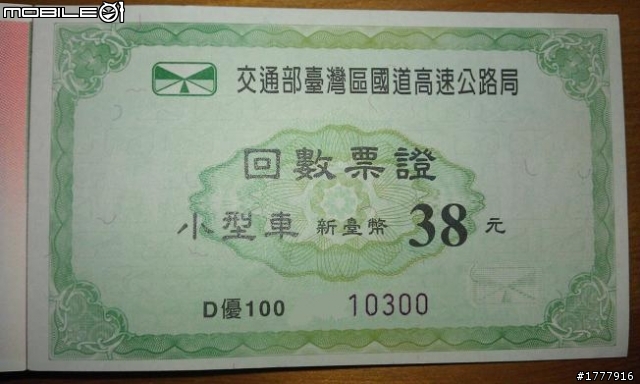 MOBILE01
交通部臺灣區國道高速公路局
回數票證
小型車 新臺幣 38 元
D優100 10300
#1777916